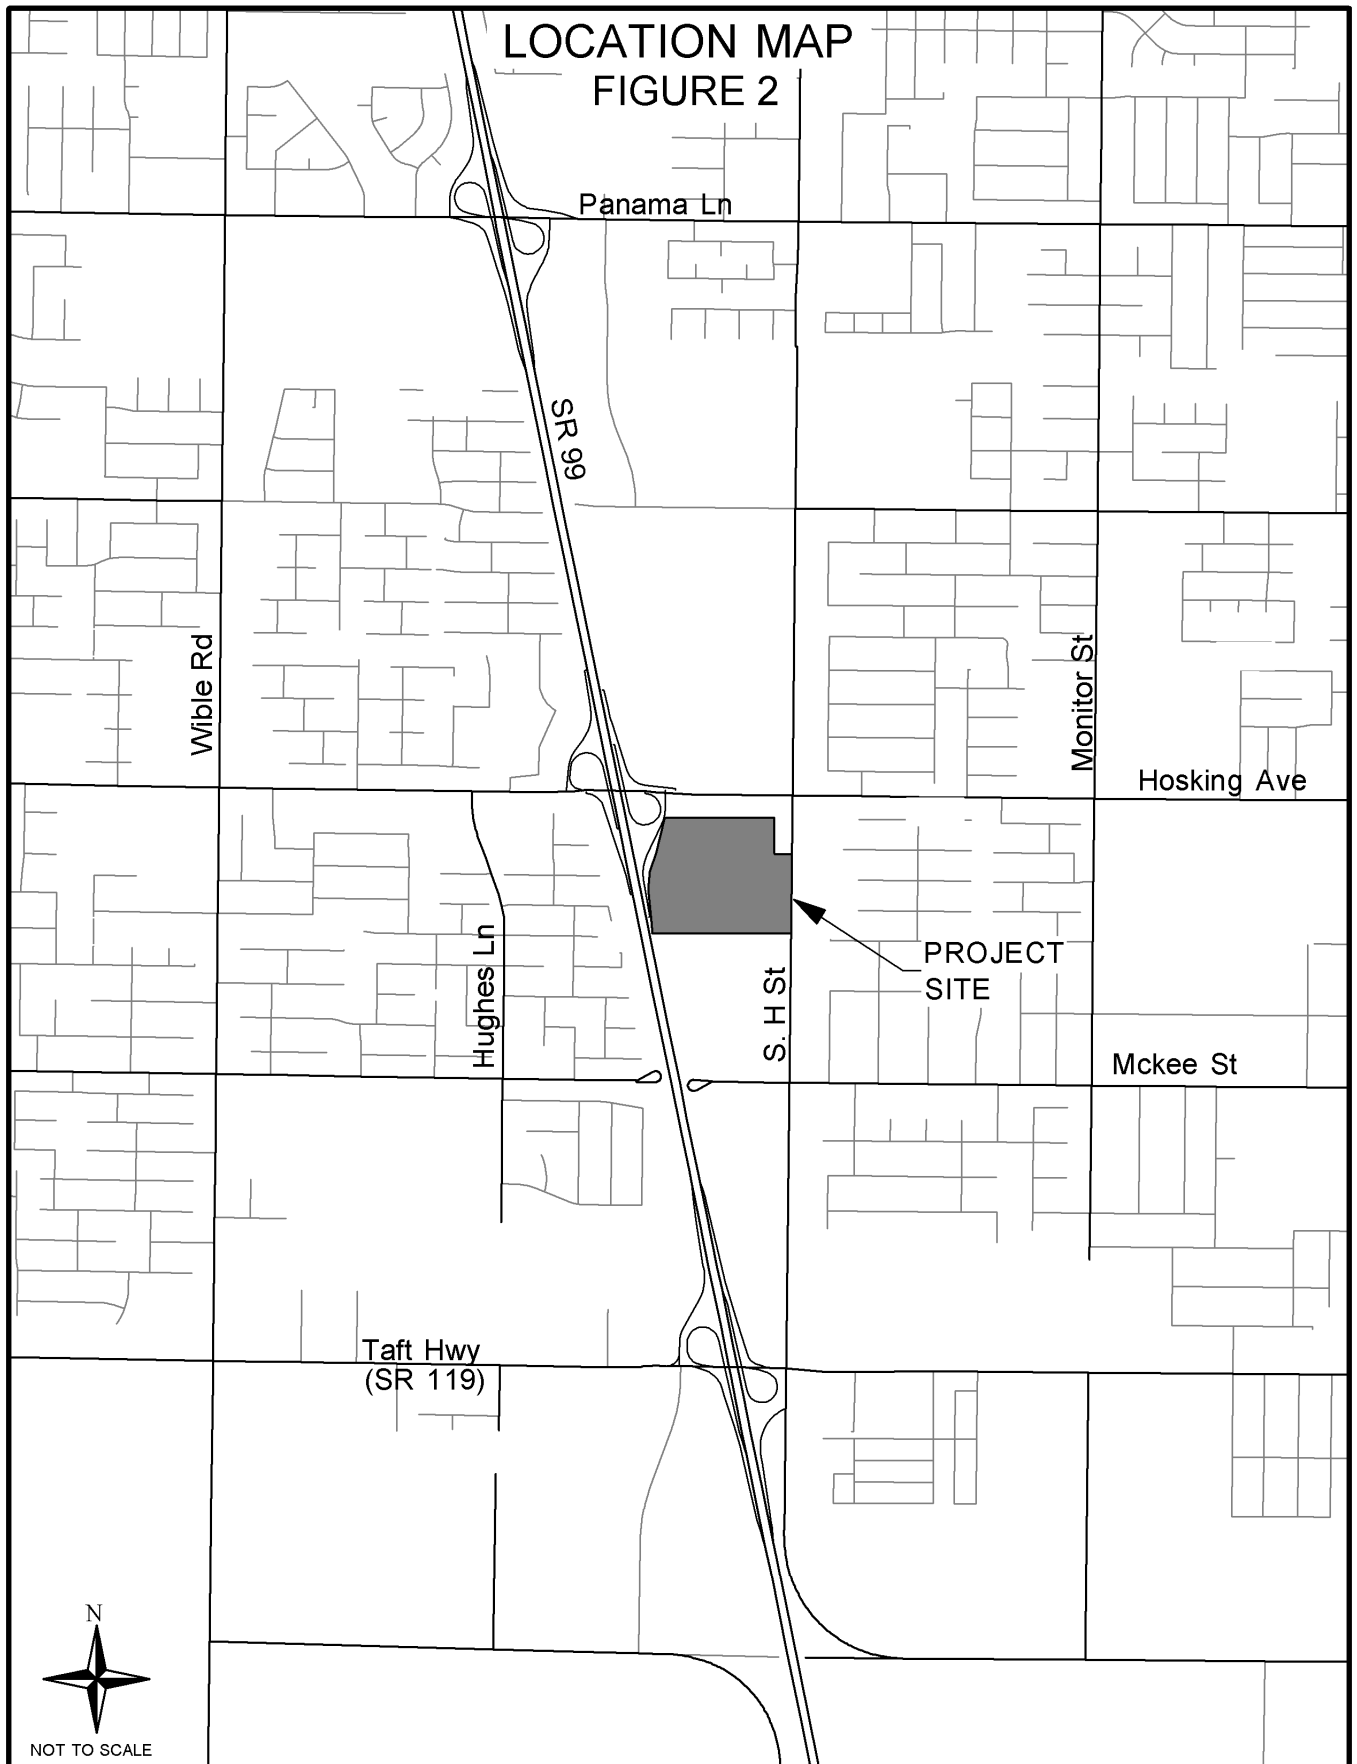 LOCATION MAP
FIGURE 2
Panama Ln
SR 99
Wible Rd
Monitor St
Hosking Ave
Hughes Ln
S. H St
PROJECT
SITE
Mckee St
Taft Hwy
(SR 119)
N
NOT TO SCALE